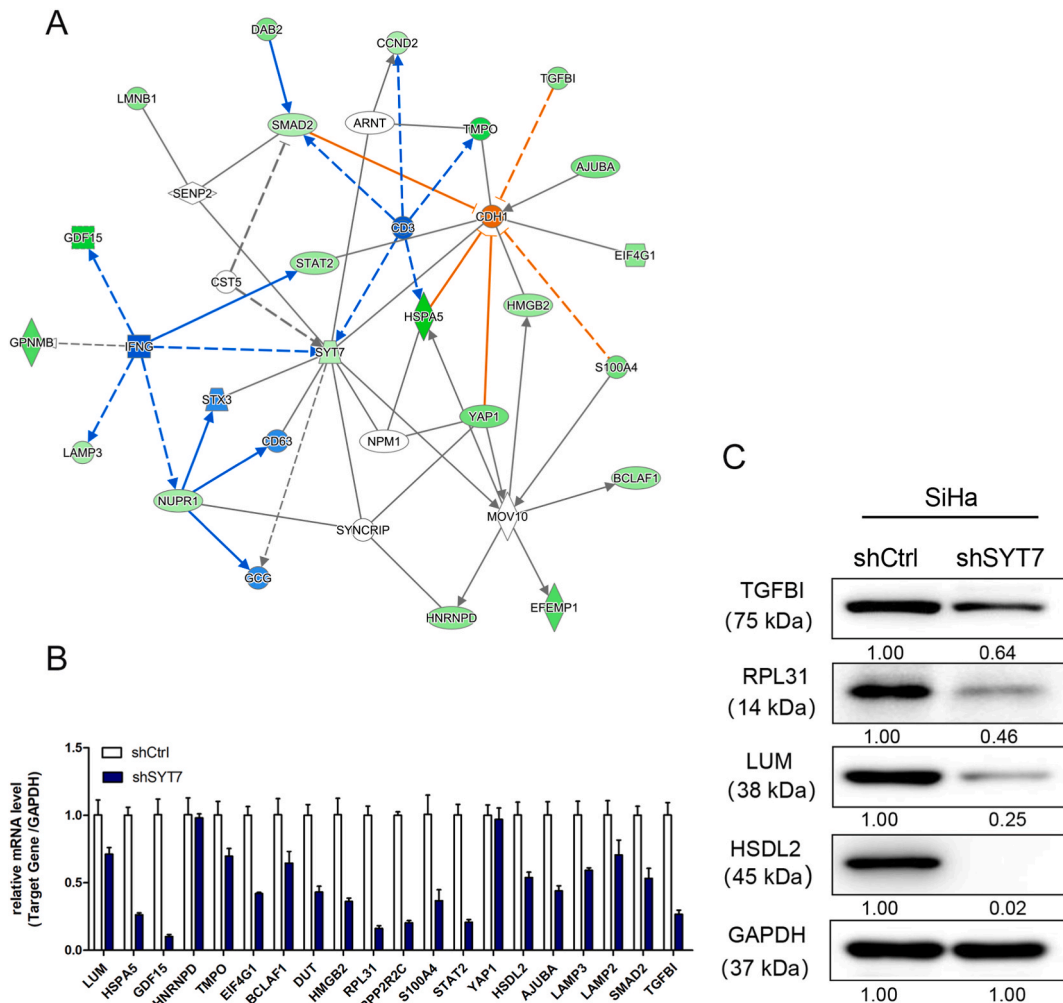 A
DAB2
CCND2
TGFBI
LMNB1
ARNT
SMAD2
TMPO
AJUBA
SENP2
CDH1
CD3
GDF15
EIF4G1
STAT2
CST5
HSPA5
HMGB2
GPNMB
IFNG
SYT7
S100A4
STX3
YAP1
CD63
NPM1
LAMP3
BCLAF1
NUPR1
MOV10
SYNCRIP
GCG
HNRNPD
EFEMP1
B
relative mRNA level
(Target Gene /GAPDH)
1.5
1.0
0.5
0.0
shCtrl
shSYT7
LUM
HSPA5
GDF15
HNRNPD
TMPO
EIF4G1
BCLAF1
DUT
HMGB2
RPL31
PPP2R2C
S100A4
STAT2
YAP1
HSDL2
AJUBA
LAMP3
LAMP2
SMAD2
TGFBI
C
SiHa
shCtrl shSYT7
TGFBI
(75 kDa)
1.00 0.64
RPL31
(14 kDa)
1.00 0.46
LUM
(38 kDa)
1.00 0.25
HSDL2
(45 kDa)
1.00 0.02
GAPDH
(37 kDa)
1.00 1.00